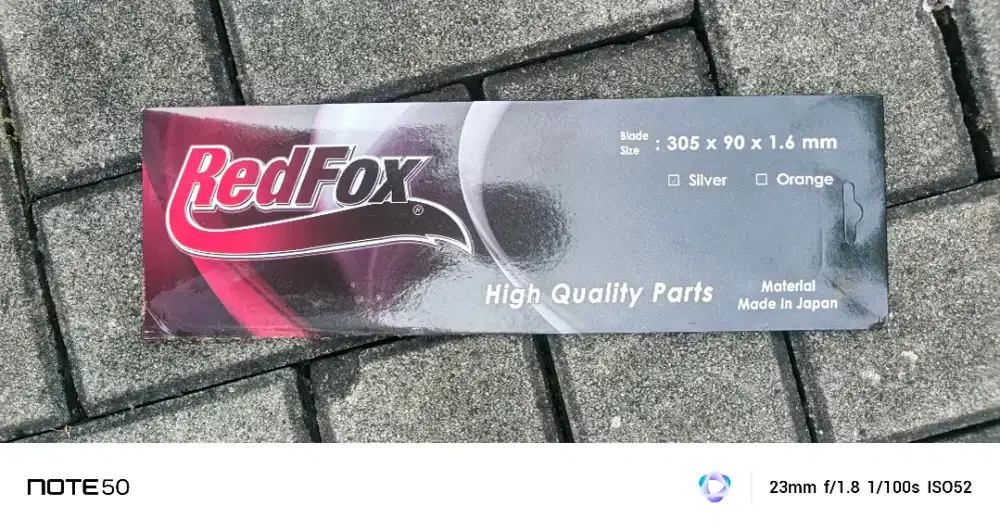 RedFox
®
Blade Size : 305 x 90 x 1.6 mm
☑ Silver ☐ Orange
High Quality Parts
Material
Made In Japan
NOTE50
23mm f/1.8 1/100s ISO52